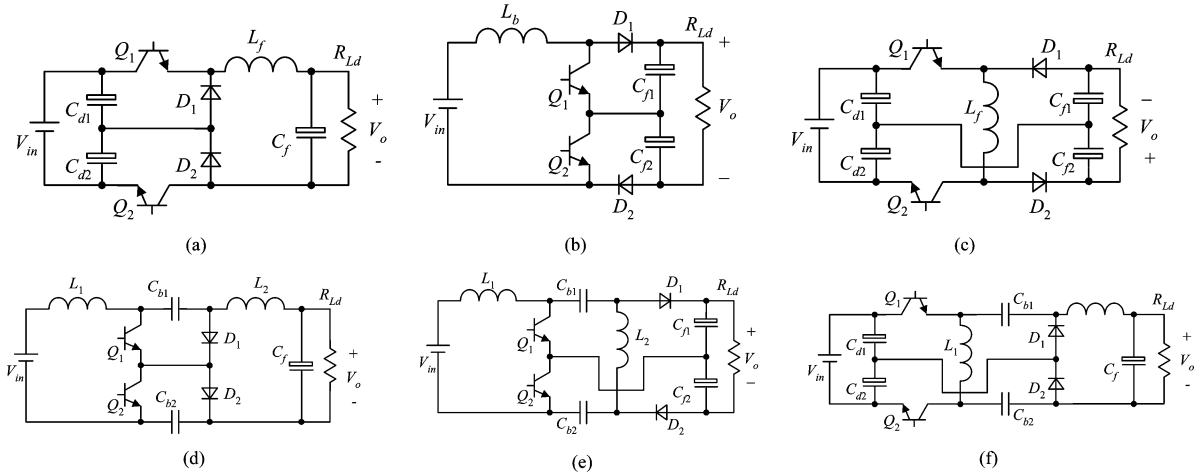 Q1 Lf RLd
Cd1 D1 +
Vin Cf Vo
Cd2 D2 -
Q2
(a)
Lb D1 RLd
+
Q1 Cf1
Vin Vo
Q2 Cf2
D2 −
(b)
Q1 D1 RLd
Cd1 Lf Cf1 −
Vin Vo
Cd2 Cf2 +
Q2 D2
(c)
L1 Cb1 L2 RLd
Q1 D1 +
Vin Cf Vo
Q2 D2 -
Cb2
(d)
L1 Cb1 D1 RLd
Q1 L2 Cf1 +
Vin Vo
Q2 Cf2 −
Cb2 D2
(e)
Q1 Cb1 RLd
Cd1 L1 D1 +
Vin Cf Vo
Cd2 D2 -
Q2 Cb2
(f)